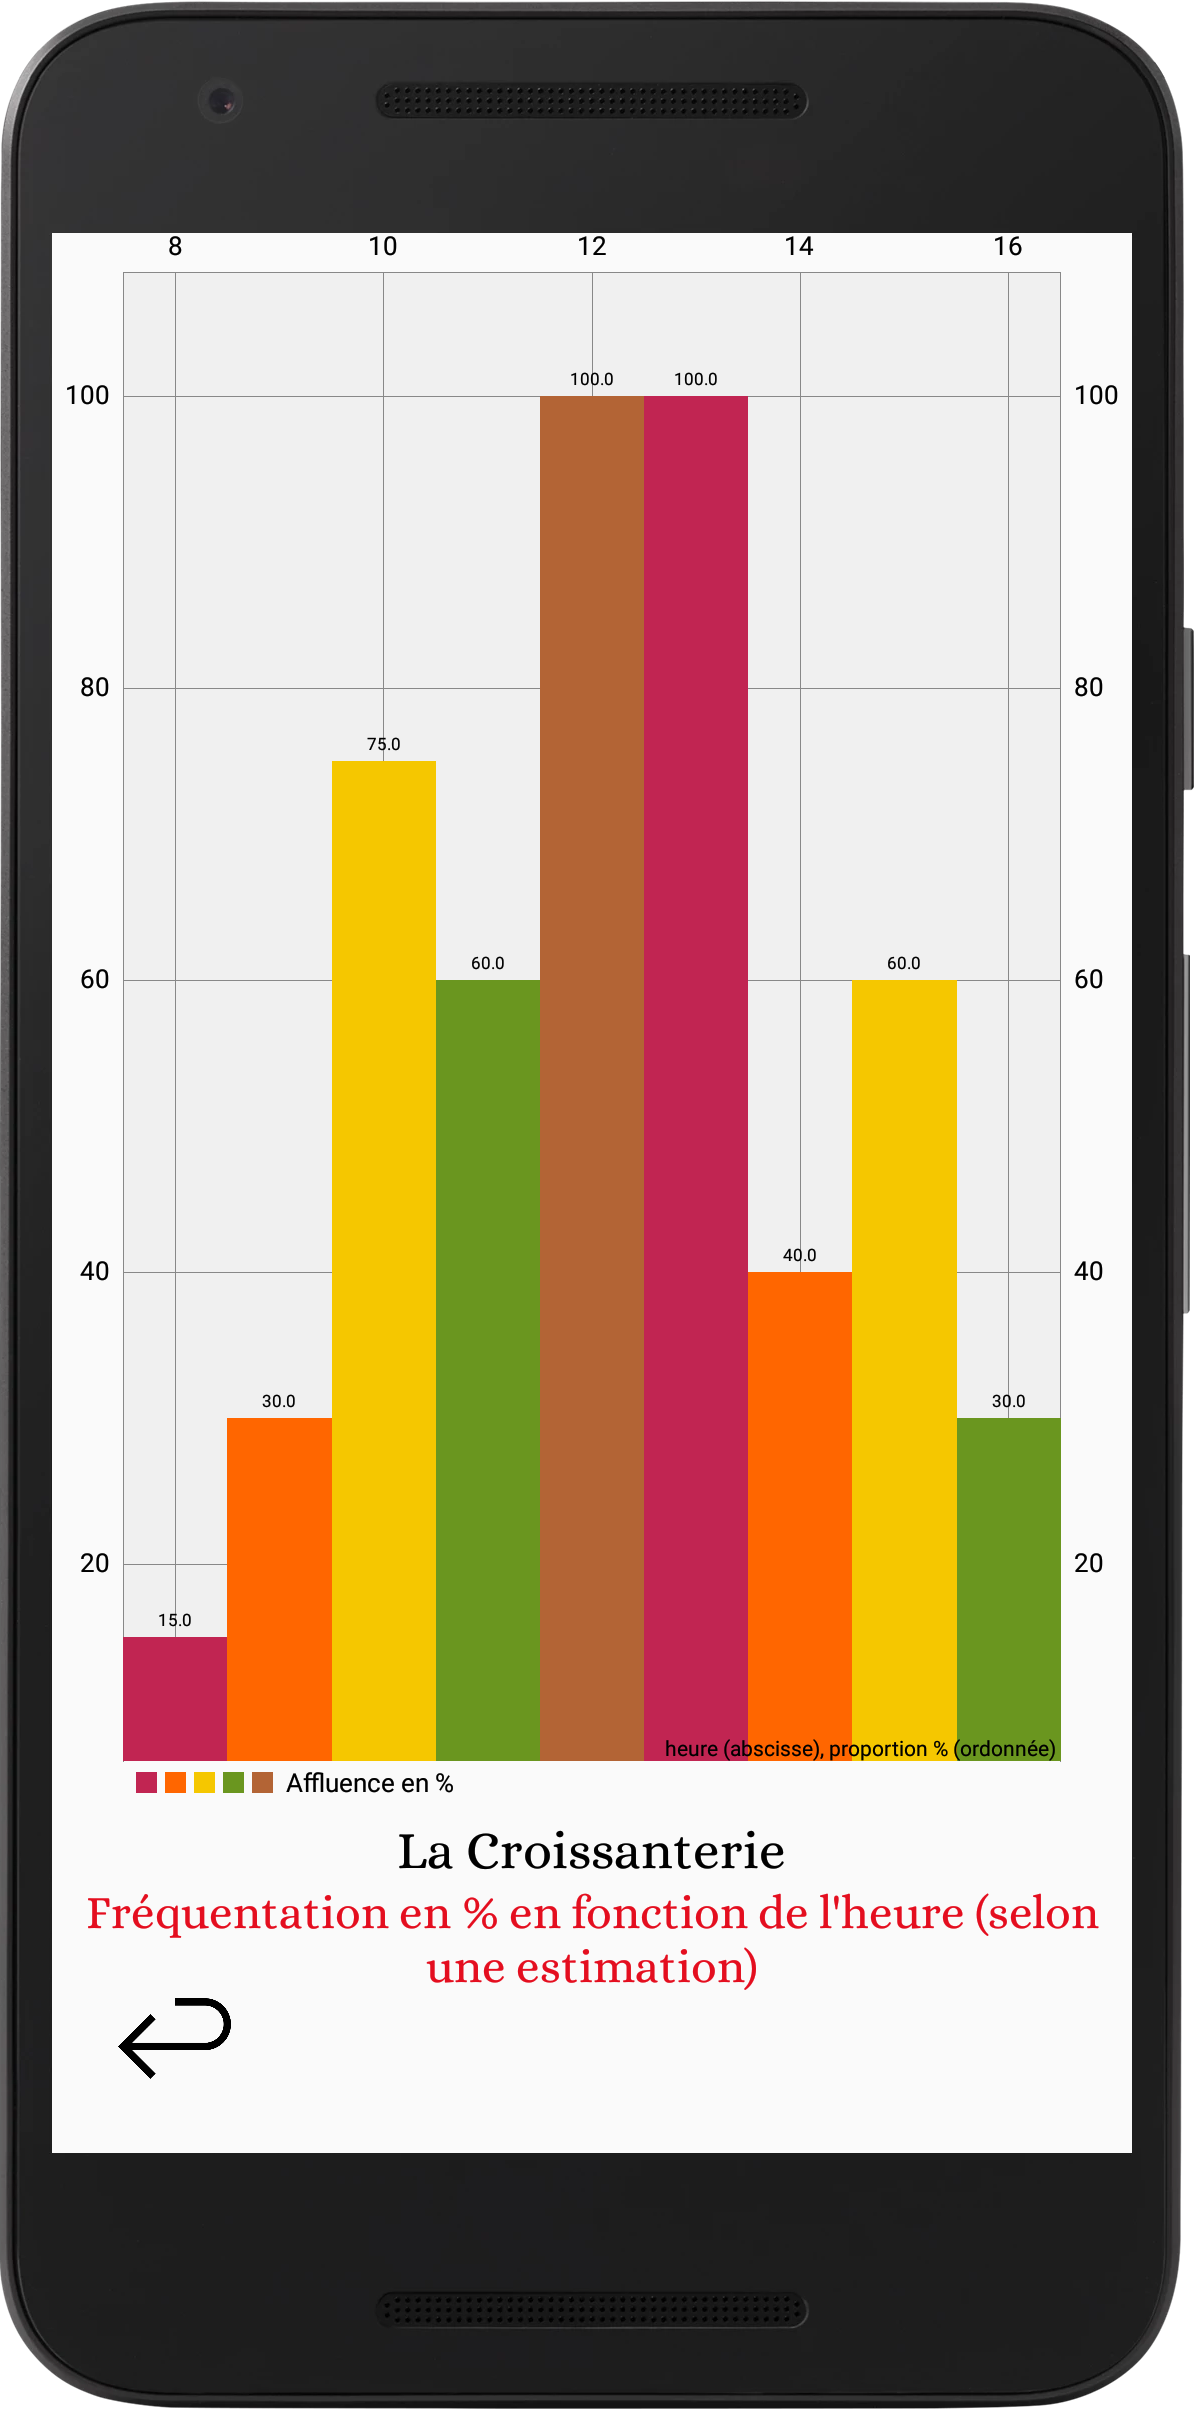 8 10 12 14 16
100.0 100.0
100 100
80 80
75.0
60.0 60.0
60 60
40.0
40 40
30.0 30.0
20 20
15.0
heure (abscisse), proportion % (ordonnée)
Affluence en %
La Croissanterie
Fréquentation en % en fonction de l'heure (selon
une estimation)